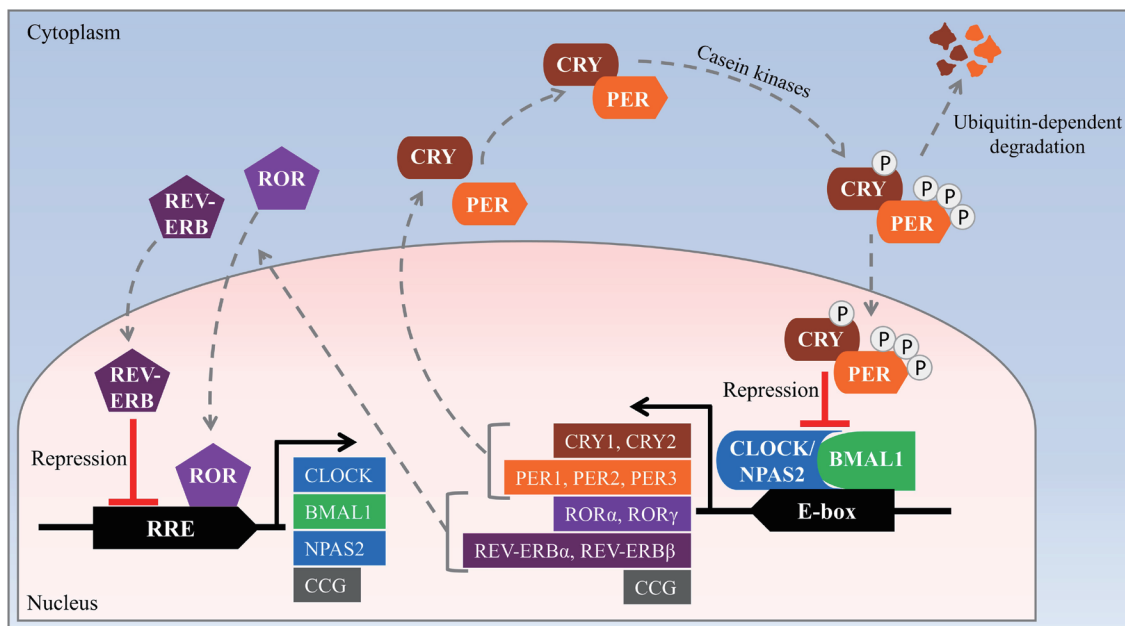 Cytoplasm
CRY
PER
Casein kinases
Ubiquitin-dependent
degradation
CRY
PER
ROR
REV-
ERB
P
CRY
P
P
P
PER
P
CRY
P
P
P
PER
REV-
ERB
Repression
Repression
ROR
RRE
CLOCK
BMAL1
NPAS2
CCG
CRY1, CRY2
PER1, PER2, PER3
RORα, RORγ
REV-ERBα, REV-ERBβ
CCG
CLOCK/
NPAS2
BMAL1
E-box
Nucleus